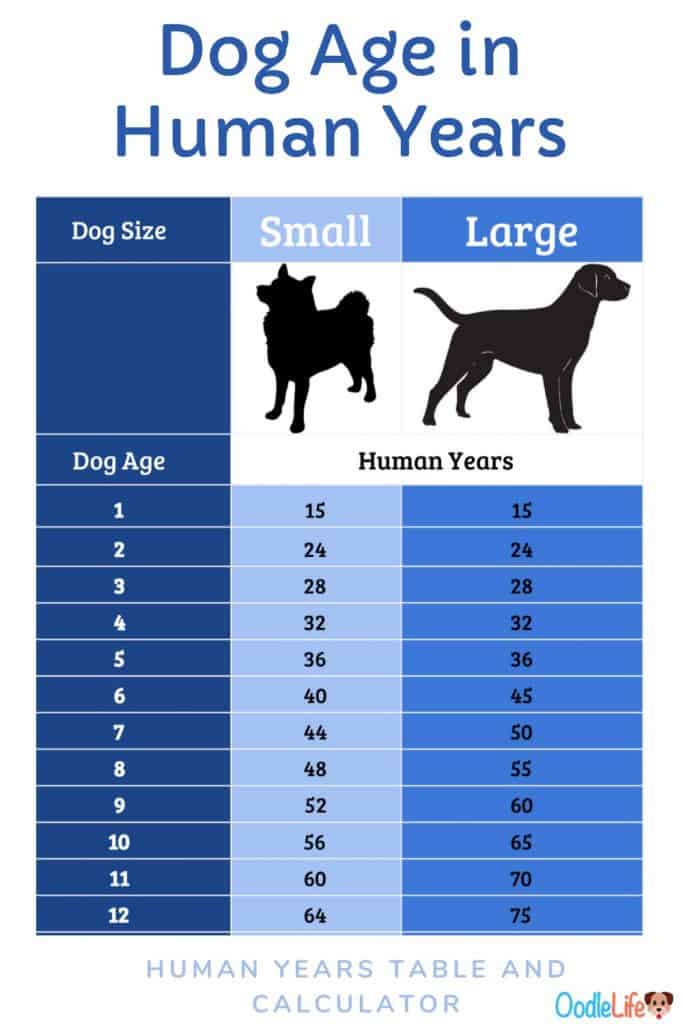 Dog Age in
Human Years
Dog Size Small Large
Dog Age Human Years
1 15 15
2 24 24
3 28 28
4 32 32
5 36 36
6 40 45
7 44 50
8 48 55
9 52 60
10 56 65
11 60 70
12 64 75
HUMAN YEARS TABLE AND
CALCULATOR
OodleLife